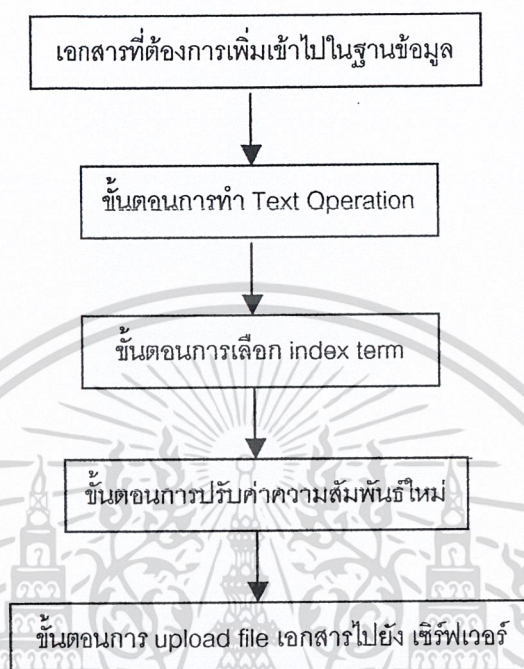 เอกสารที่ต้องการเพิ่มเข้าไปในฐานข้อมูล
ขั้นตอนการทำ Text Operation
ขั้นตอนการเลือก index term
ขั้นตอนการปรับค่าความสัมพันธ์ใหม่
ขั้นตอนการ upload file เอกสารไปยัง เซิร์ฟเวอร์